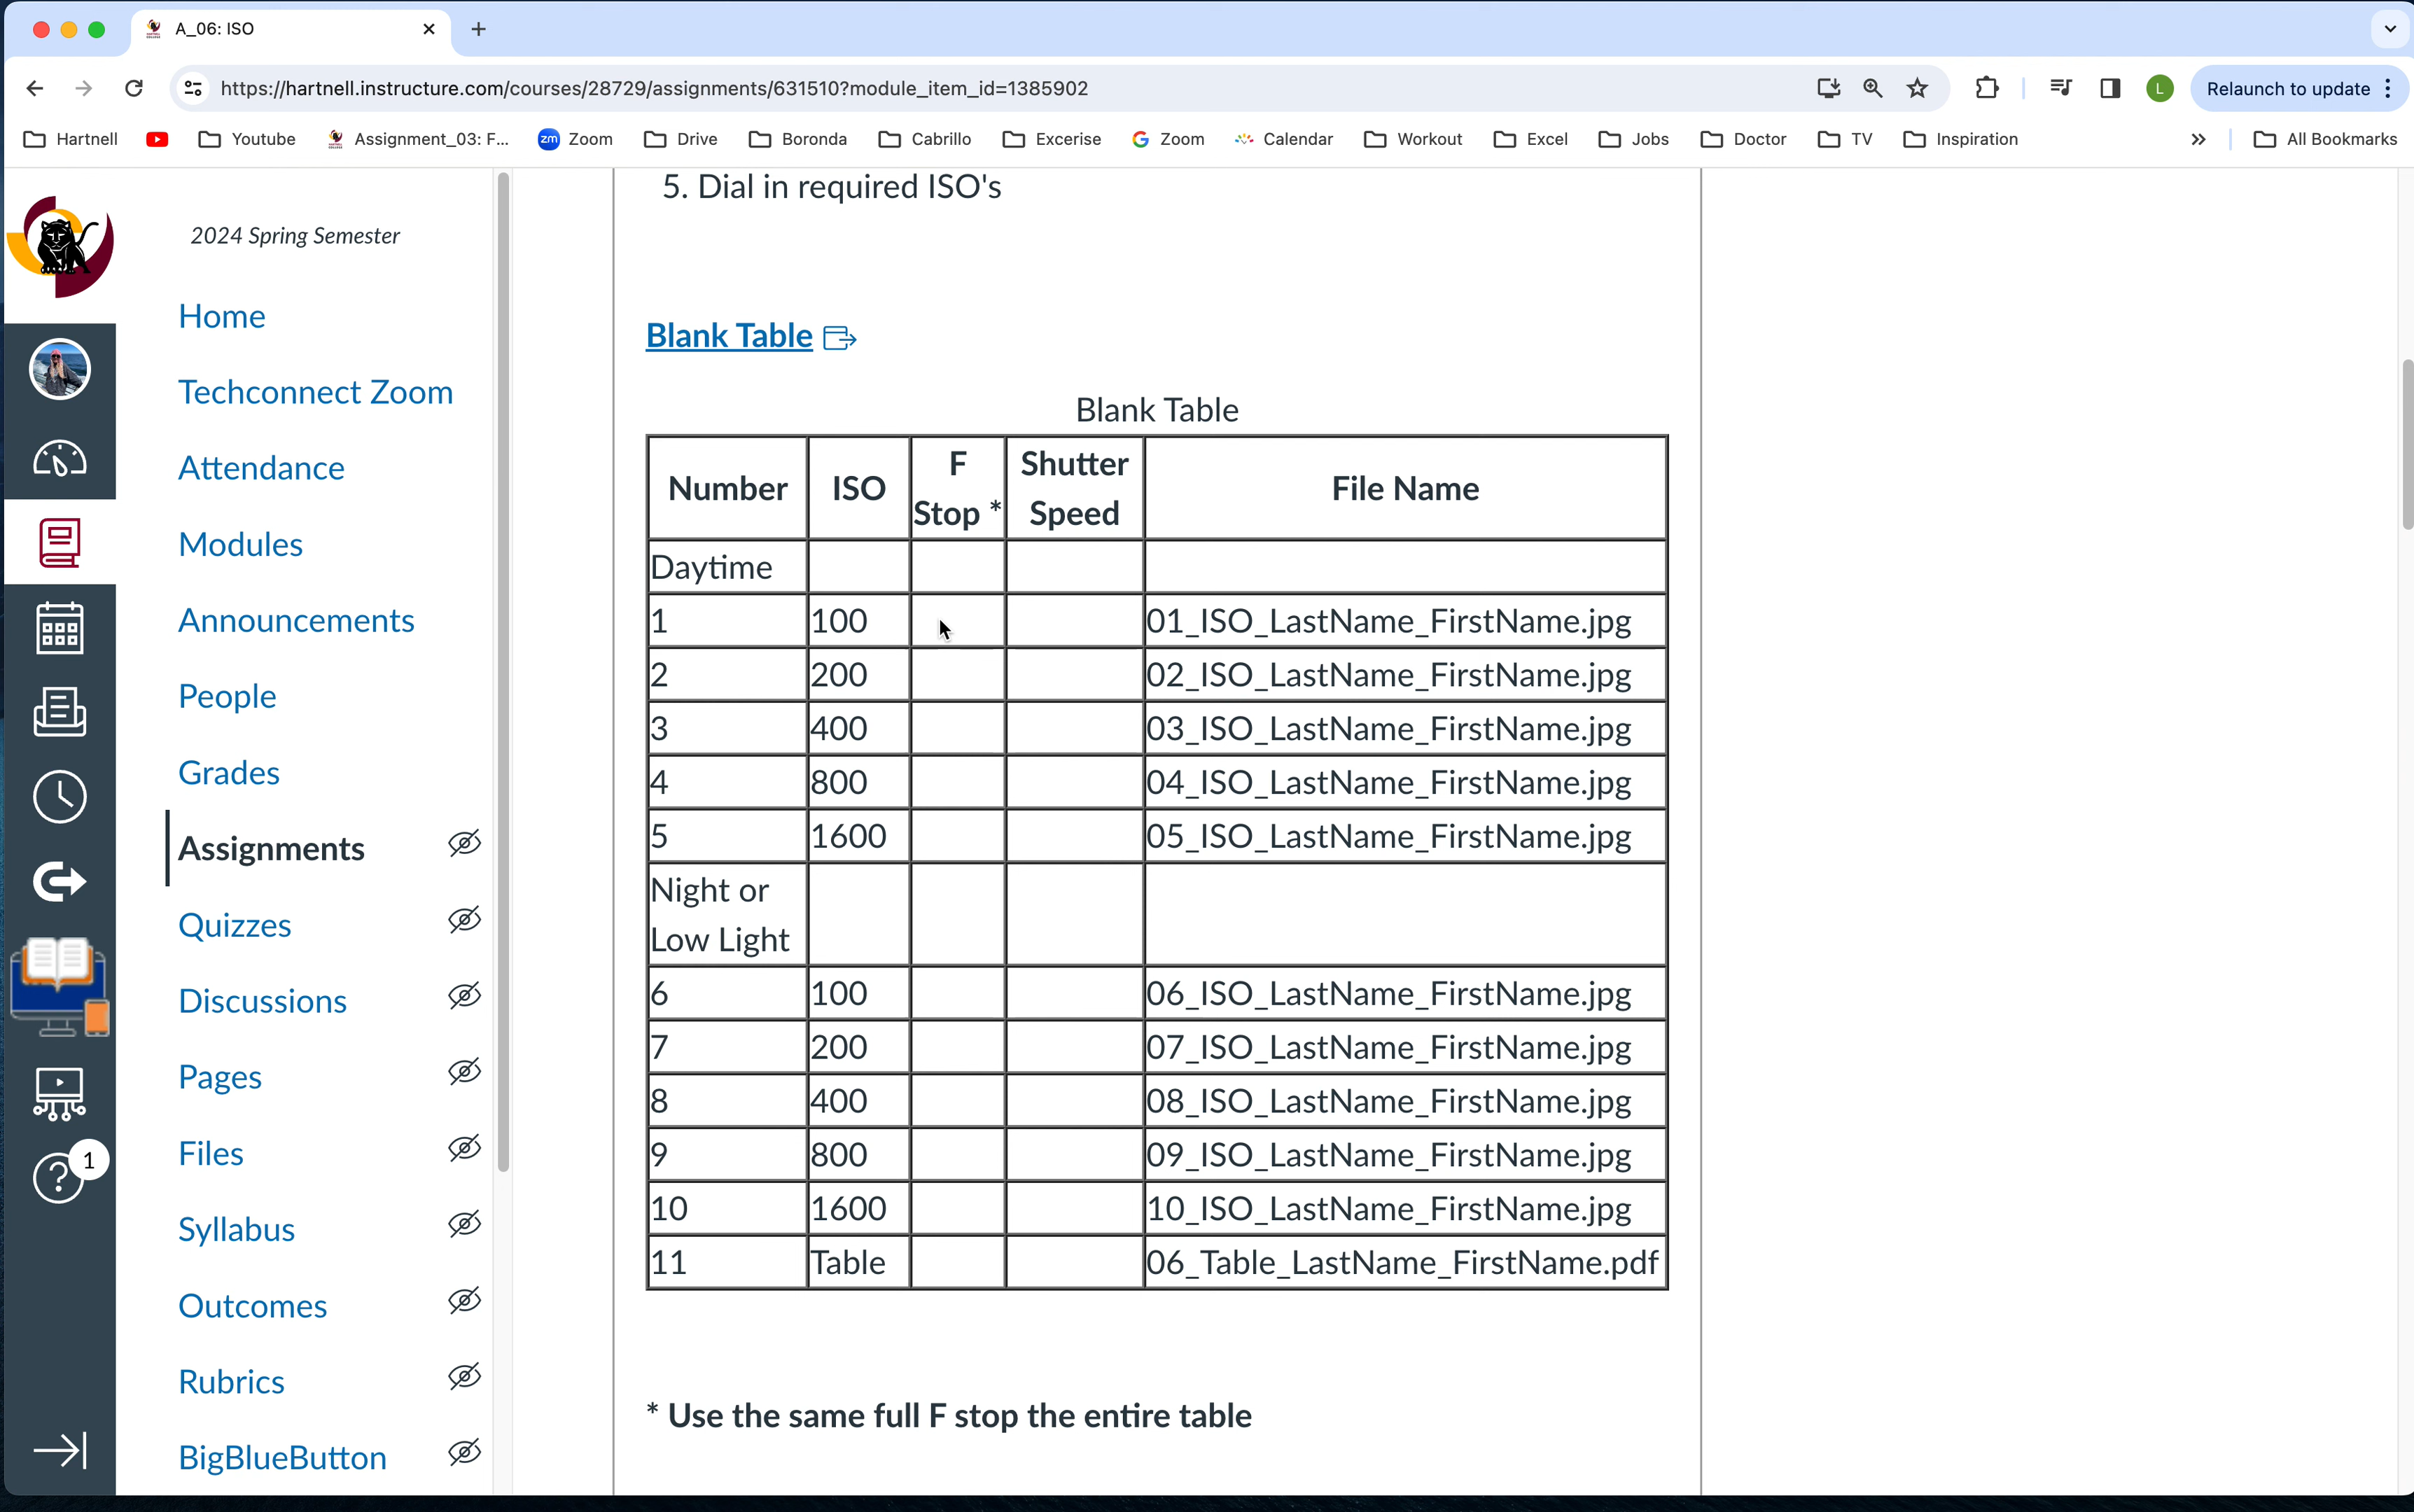 A_06: ISO
https://hartnell.instructure.com/courses/28729/assignments/631510?module_item_id=1385902
L
Relaunch to update
Hartnell
Youtube
Assignment_03: F...
zm Zoom
Drive
Boronda
Cabrillo
Excerise
Zoom
Calendar
Workout
Excel
Jobs
Doctor
TV
Inspiration
All Bookmarks
2024 Spring Semester
Home
Techconnect Zoom
Attendance
Modules
Announcements
People
Grades
Assignments
Quizzes
Discussions
Pages
Files
Syllabus
Outcomes
Rubrics
BigBlueButton
1
5. Dial in required ISO's
Blank Table
Blank Table
Number ISO F Stop * Shutter Speed File Name
Daytime
1 100 01_ISO_LastName_FirstName.jpg
2 200 02_ISO_LastName_FirstName.jpg
3 400 03_ISO_LastName_FirstName.jpg
4 800 04_ISO_LastName_FirstName.jpg
5 1600 05_ISO_LastName_FirstName.jpg
Night or
Low Light
6 100 06_ISO_LastName_FirstName.jpg
7 200 07_ISO_LastName_FirstName.jpg
8 400 08_ISO_LastName_FirstName.jpg
9 800 09_ISO_LastName_FirstName.jpg
10 1600 10_ISO_LastName_FirstName.jpg
11 Table 06_Table_LastName_FirstName.pdf
* Use the same full F stop the entire table